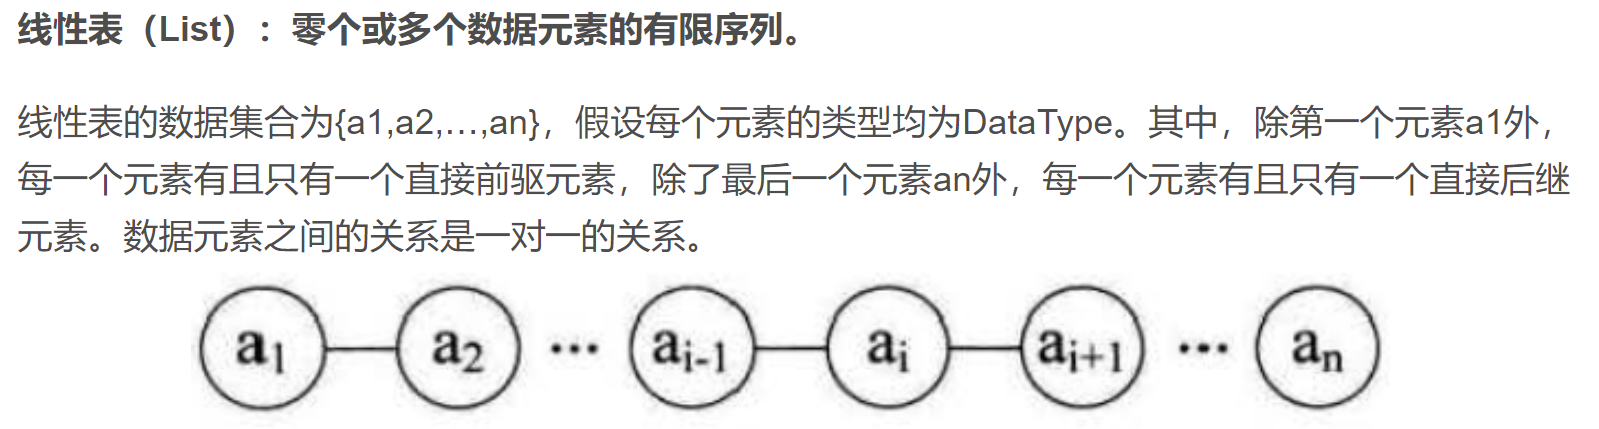 线性表（List）：零个或多个数据元素的有限序列。
线性表的数据集合为{a1,a2,…,an}，假设每个元素的类型均为DataType。其中，除第一个元素a1外，
每一个元素有且只有一个直接前驱元素，除了最后一个元素an外，每一个元素有且只有一个直接后继
元素。数据元素之间的关系是一对一的关系。
a1 a2 ··· ai-1 ai ai+1 ··· an